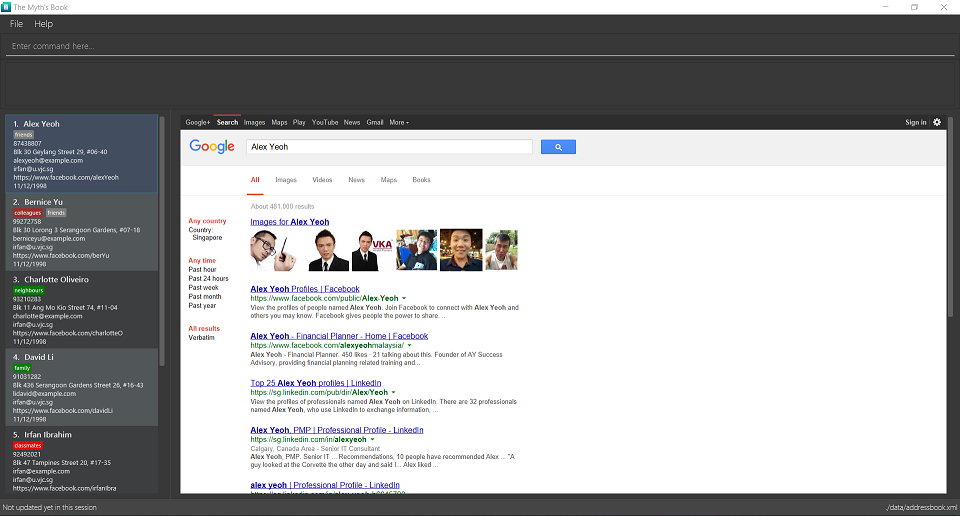 The Myth's Book
File Help
Enter command here...
1. Alex Yeoh
friends
87438807
Blk 30 Geylang Street 29, #06-40
alexyeoh@example.com
irfan@u.vjc.sg
https://www.facebook.com/alexYeoh
11/12/1998
2. Bernice Yu
colleagues friends
99272758
Blk 30 Lorong 3 Serangoon Gardens, #07-18
berniceyu@example.com
irfan@u.vjc.sg
https://www.facebook.com/berYu
11/12/1998
3. Charlotte Oliveiro
neighbours
93210283
Blk 11 Ang Mo Kio Street 74, #11-04
charlotte@example.com
irfan@u.vjc.sg
https://www.facebook.com/charlotteO
11/12/1998
4. David Li
family
91031282
Blk 436 Serangoon Gardens Street 26, #16-43
lidavid@example.com
irfan@u.vjc.sg
https://www.facebook.com/davidLi
11/12/1998
5. Irfan Ibrahim
classmates
92492021
Blk 47 Tampines Street 20, #17-35
irfan@example.com
irfan@u.vjc.sg
https://www.facebook.com/irfanIbra
Google+ Search Images Maps Play YouTube News Gmail More Sign in
Google Alex Yeoh
All Images Videos News Maps Books
About 481,000 results
Any country
Country:
Singapore
Any time
Past hour
Past 24 hours
Past week
Past month
Past year
All results
Verbatim
Images for Alex Yeoh
VKA
Alex Yeoh Profiles | Facebook
https://www.facebook.com/public/Alex-Yeoh
View the profiles of people named Alex Yeoh. Join Facebook to connect with Alex Yeoh and
others you may know. Facebook gives people the power to share. ...
Alex Yeoh - Financial Planner - Home | Facebook
https://www.facebook.com/alexyeohmalaysia/
Alex Yeoh - Financial Planner. 450 likes · 21 talking about this. Founder of AY Success
Advisory, providing financial planning related training and...
Top 25 Alex Yeoh profiles | LinkedIn
https://sg.linkedin.com/pub/dir/Alex/Yeoh
View the profiles of professionals named Alex Yeoh on LinkedIn. There are 32 professionals
named Alex Yeoh, who use LinkedIn to exchange information, ...
Alex Yeoh, PMP | Professional Profile - LinkedIn
https://sg.linkedin.com/in/alexyeoh
Calgary, Canada Area - Senior IT Consultant
Alex Yeoh, PMP. Senior IT ... Recommendations, 10 people have recommended Alex ... "A
guy looked at the Corvette the other day and said I... Alex liked ...
alex yeoh | Professional Profile - LinkedIn
Not updated yet in this session
./data/addressbook.xml